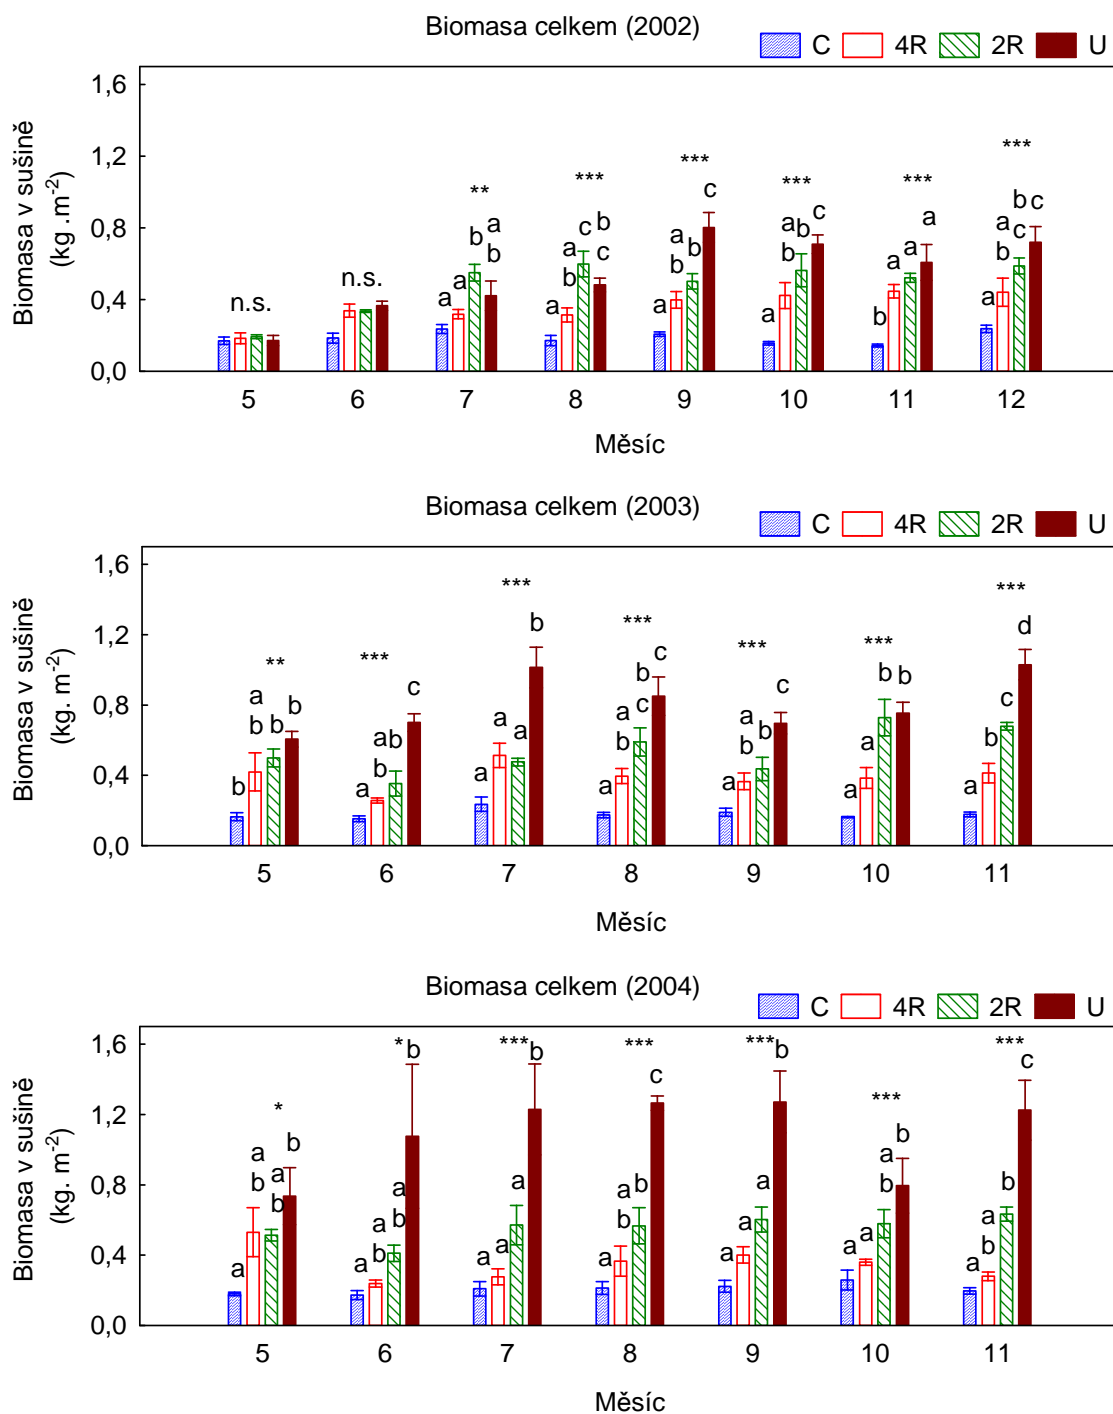 Biomasa celkem (2002)
C 4R 2R U
Biomasa v sušině
(kg .m-2)
1,6
1,2
0,8
0,4
0,0
n.s.
n.s.
**
a a b a b
***
a a b c b c
***
a a b b c
***
a a b b c
***
b a a a
***
a a b b c c
5 6 7 8 9 10 11 12
Měsíc
Biomasa celkem (2003)
C 4R 2R U
Biomasa v sušině
(kg. m-2)
1,6
1,2
0,8
0,4
0,0
**
b a b b b
***
a a b b c
***
a a a b
***
a a b b c c
***
a a b b c
***
a a b b
***
a b c d
5 6 7 8 9 10 11
Měsíc
Biomasa celkem (2004)
C 4R 2R U
Biomasa v sušině
(kg. m-2)
1,6
1,2
0,8
0,4
0,0
*
a a b a b b
*
a a b a b b
***
a a a b
***
a a b b c
***
a a a b
***
a a a b b
***
a a b b c
5 6 7 8 9 10 11
Měsíc